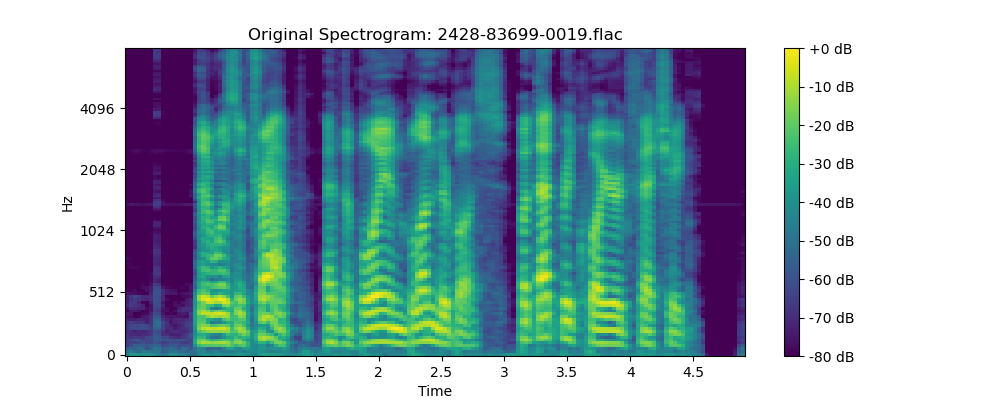 Original Spectrogram: 2428-83699-0019.flac
Hz
4096
2048
1024
512
0
0 0.5 1 1.5 2 2.5 3 3.5 4 4.5
Time
+0 dB
-10 dB
-20 dB
-30 dB
-40 dB
-50 dB
-60 dB
-70 dB
-80 dB